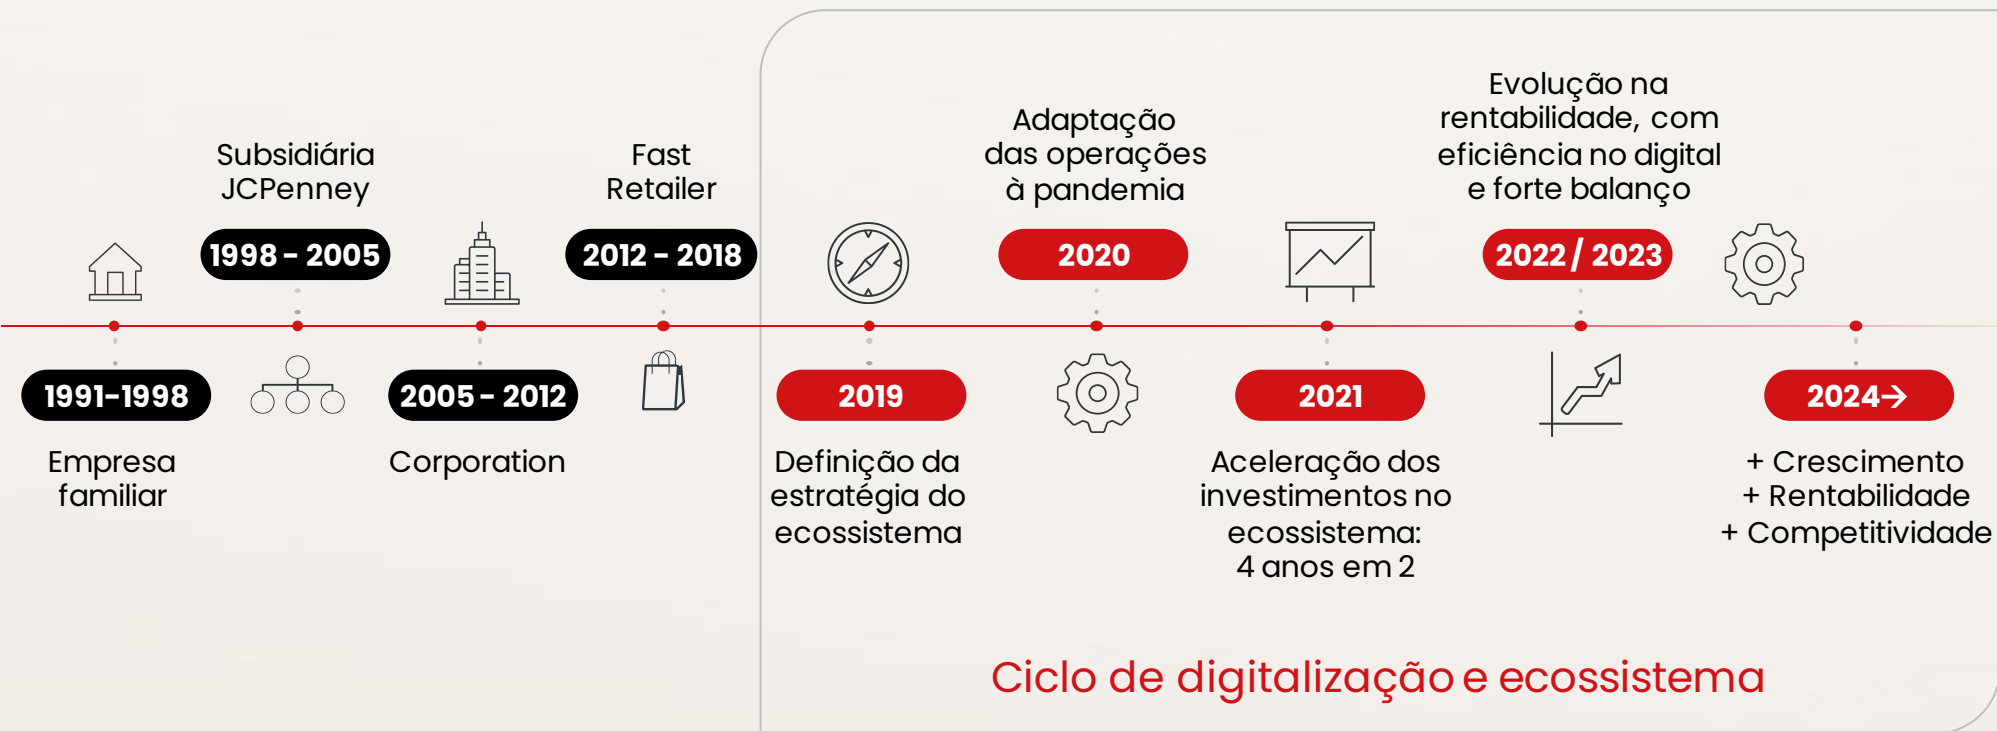 1991-1998
Empresa
familiar
Subsidiária
JCPenney
1998 - 2005
2005 - 2012
Corporation
Fast
Retailer
2012 - 2018
2019
Definição da
estratégia do
ecossistema
Adaptação
das operações
à pandemia
2020
2021
Aceleração dos
investimentos no
ecossistema:
4 anos em 2
Evolução na
rentabilidade, com
eficiência no digital
e forte balanço
2022 / 2023
2024→
+ Crescimento
+ Rentabilidade
+ Competitividade
Ciclo de digitalização e ecossistema